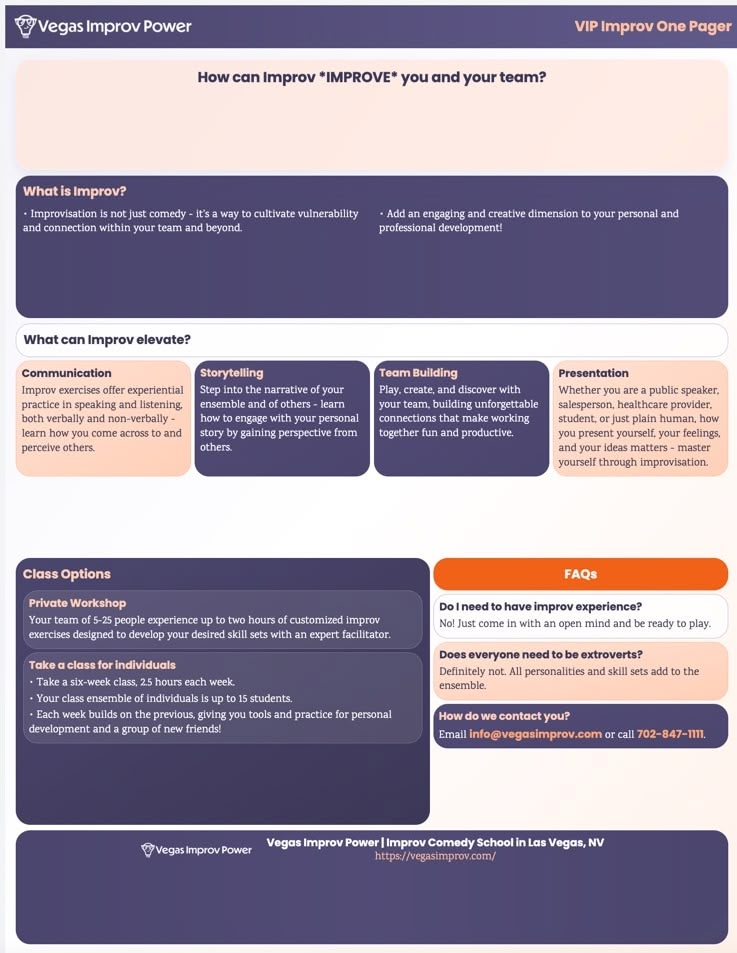 Vegas Improv Power
VIP Improv One Pager
How can Improv *IMPROVE* you and your team?
What is Improv?
• Improvisation is not just comedy - it's a way to cultivate vulnerability
and connection within your team and beyond.
• Add an engaging and creative dimension to your personal and
professional development!
What can Improv elevate?
Communication
Improv exercises offer experiential
practice in speaking and listening,
both verbally and non-verbally -
learn how you come across to and
perceive others.
Storytelling
Step into the narrative of your
ensemble and of others - learn
how to engage with your personal
story by gaining perspective from
others.
Team Building
Play, create, and discover with
your team, building unforgettable
connections that make working
together fun and productive.
Presentation
Whether you are a public speaker,
salesperson, healthcare provider,
student, or just plain human, how
you present yourself, your feelings,
and your ideas matters - master
yourself through improvisation.
Class Options
Private Workshop
Your team of 5-25 people experience up to two hours of customized improv
exercises designed to develop your desired skill sets with an expert facilitator.
Take a class for individuals
• Take a six-week class, 2.5 hours each week.
• Your class ensemble of individuals is up to 15 students.
• Each week builds on the previous, giving you tools and practice for personal
development and a group of new friends!
FAQs
Do I need to have improv experience?
No! Just come in with an open mind and be ready to play.
Does everyone need to be extroverts?
Definitely not. All personalities and skill sets add to the
ensemble.
How do we contact you?
Email info@vegasimprov.com or call 702-847-1111.
Vegas Improv Power
Vegas Improv Power | Improv Comedy School in Las Vegas, NV
https://vegasimprov.com/